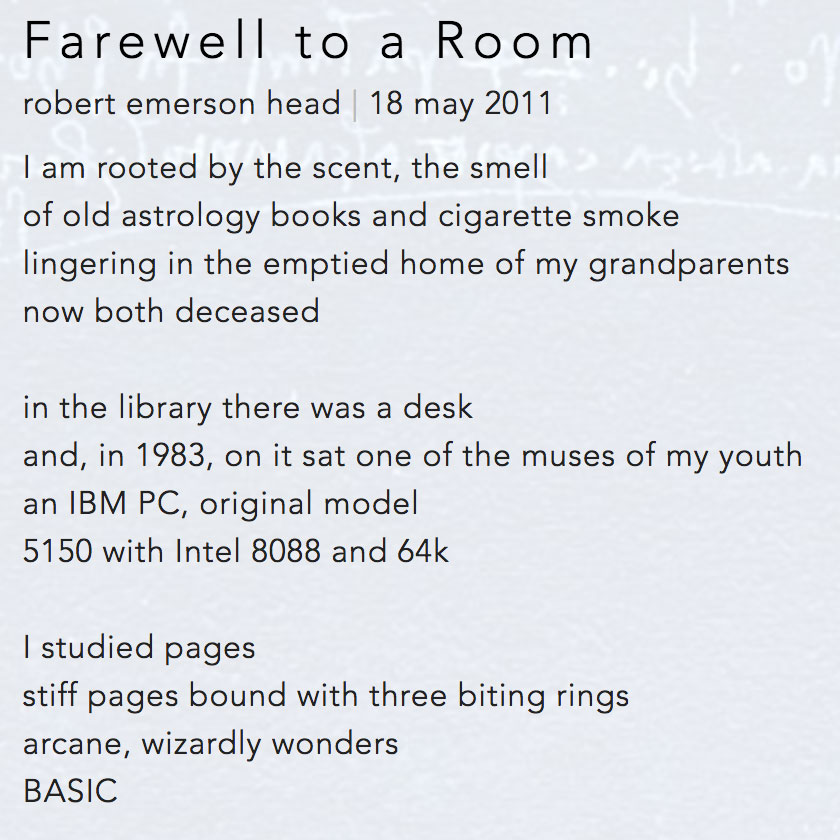 Farewell to a Room
robert emerson head | 18 may 2011
I am rooted by the scent, the smell
of old astrology books and cigarette smoke
lingering in the emptied home of my grandparents
now both deceased
in the library there was a desk
and, in 1983, on it sat one of the muses of my youth
an IBM PC, original model
5150 with Intel 8088 and 64k
I studied pages
stiff pages bound with three biting rings
arcane, wizardly wonders
BASIC